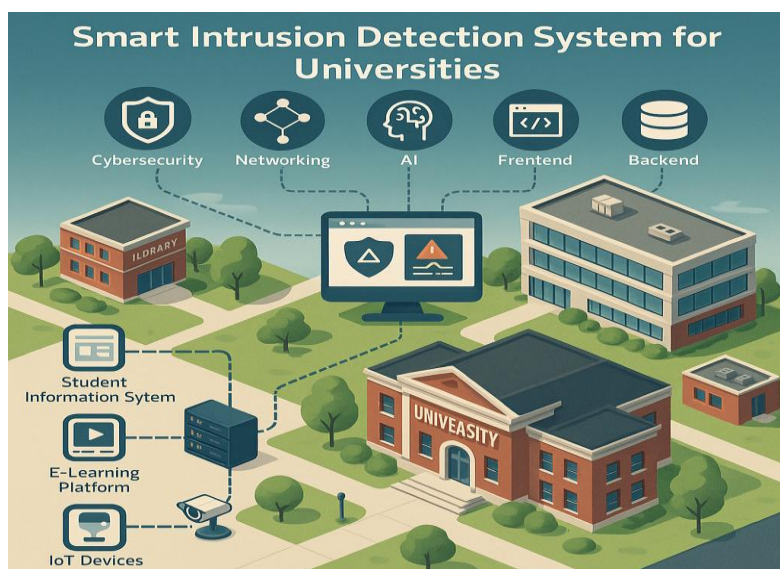 Smart Intrusion Detection System for
Universities
Cybersecurity
Networking
AI
Frentend
Backend
ILDRARY
Student
Information Sytem
E-Learning
Platform
UNIVEASITY
IoT Devices